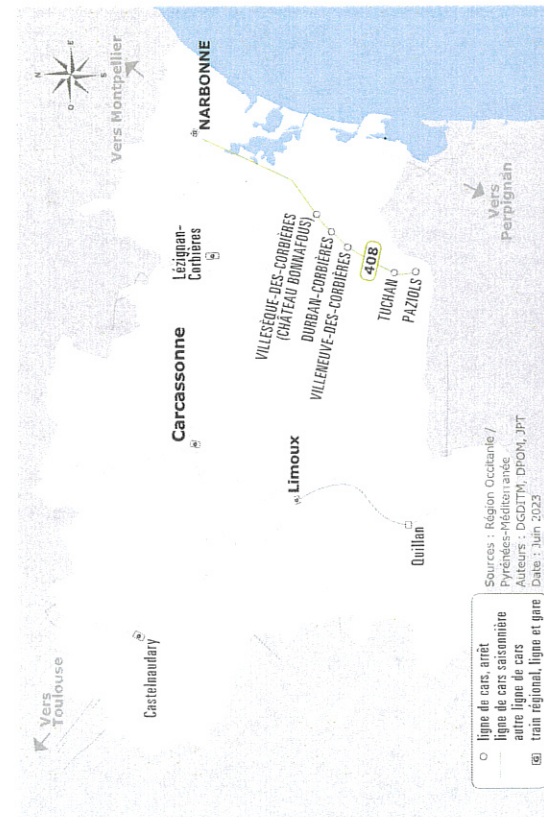 Vers
Toulouse
Castelnaudary
Carcassonne
Limoux
Quillan
Lézignan-
Corbières
N
E
S
O
Vers Montpellier
NARBONNE
VILLESÈQUE-DES-CORBIÈRES
(CHÂTEAU BONNAFOUS)
DURBAN-CORBIÈRES
VILLENEUVE-DES-CORBIÈRES
408
TUCHAN
PAZIOLS
Vers
Perpignan
ligne de cars, arrêt
ligne de cars saisonnière
autre ligne de cars
train régional, ligne et gare
Sources : Région Occitanie /
Pyrénées-Méditerranée
Auteurs : DGDITM, DPOM, JPT
Date : Juin 2023